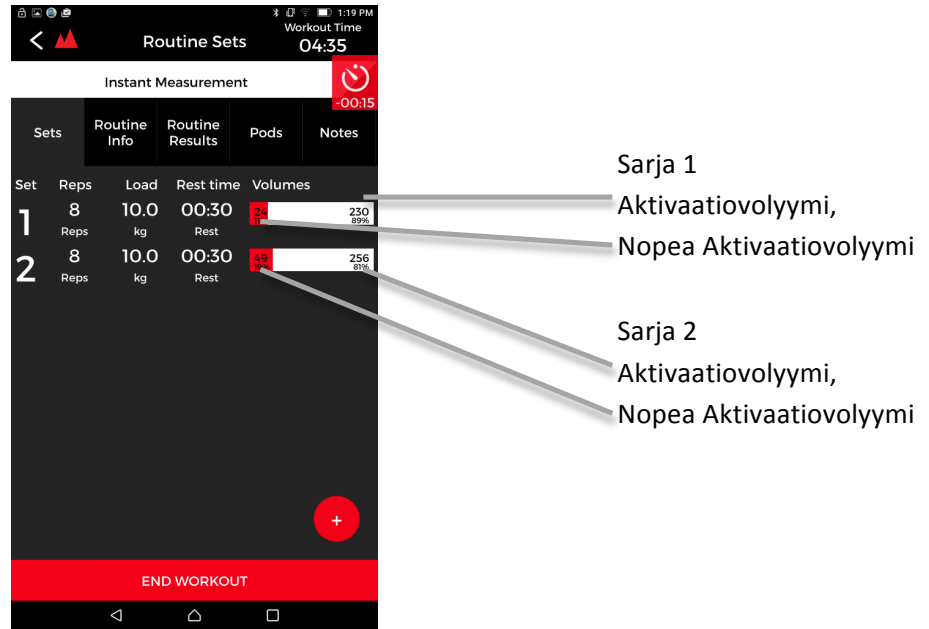 1:19 PM
Workout Time
Routine Sets
04:35
Instant Measurement
-00:15
Sets
Routine
Info
Routine
Results
Pods
Notes
Set Reps Load Rest time Volumes
1 8 10.0 00:30 24 230
Reps kg Rest 11% 89%
2 8 10.0 00:30 49 256
Reps kg Rest 19% 81%
+
END WORKOUT
Sarja 1
Aktivaatiovolyymi,
Nopea Aktivaatiovolyymi
Sarja 2
Aktivaatiovolyymi,
Nopea Aktivaatiovolyymi